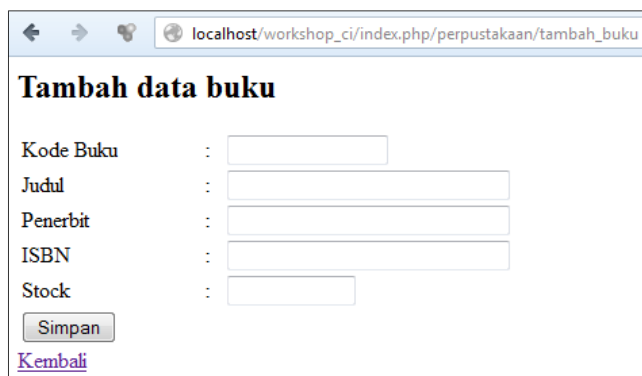 localhost/workshop_ci/index.php/perpustakaan/tambah_buku
Tambah data buku
Kode Buku :
Judul :
Penerbit :
ISBN :
Stock :
Simpan
Kembali